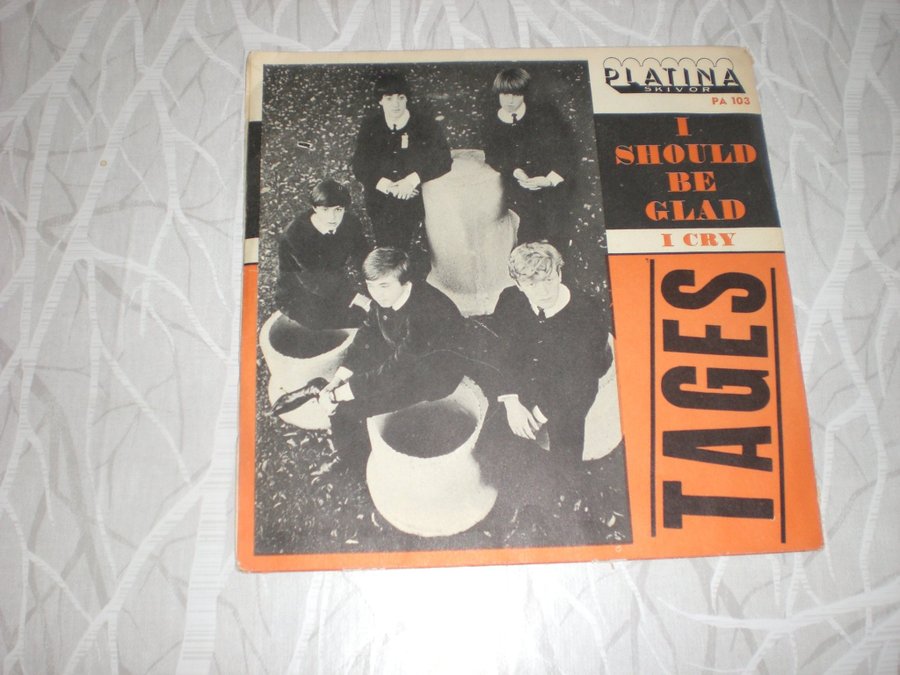 PLATINA
SKIVOR
PA 103
I
SHOULD
BE
GLAD
I CRY
TAGES